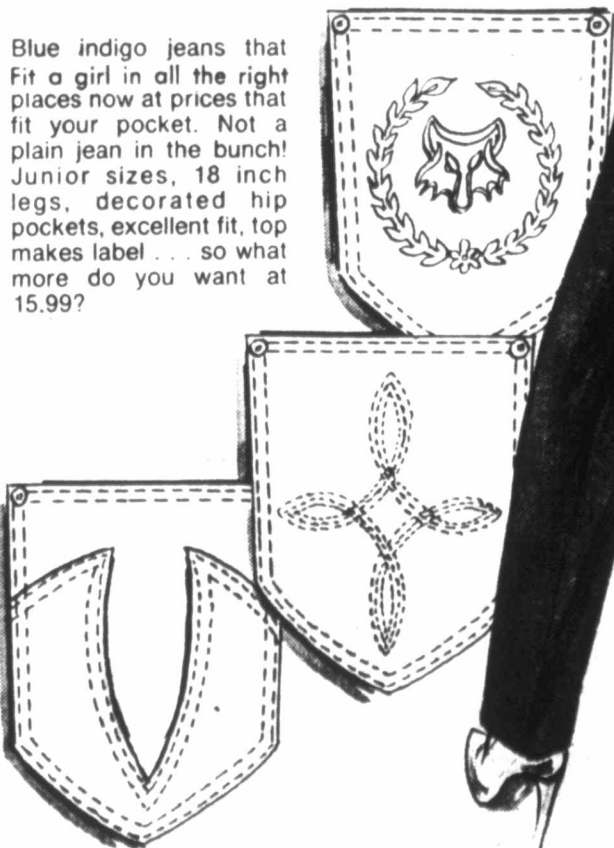 Blue indigo jeans that
Fit a girl in all the right
places now at prices that
fit your pocket. Not a
plain jean in the bunch!
Junior sizes, 18 inch
legs, decorated hip
pockets, excellent fit, top
makes label . . . so what
more do you want at
15.99?